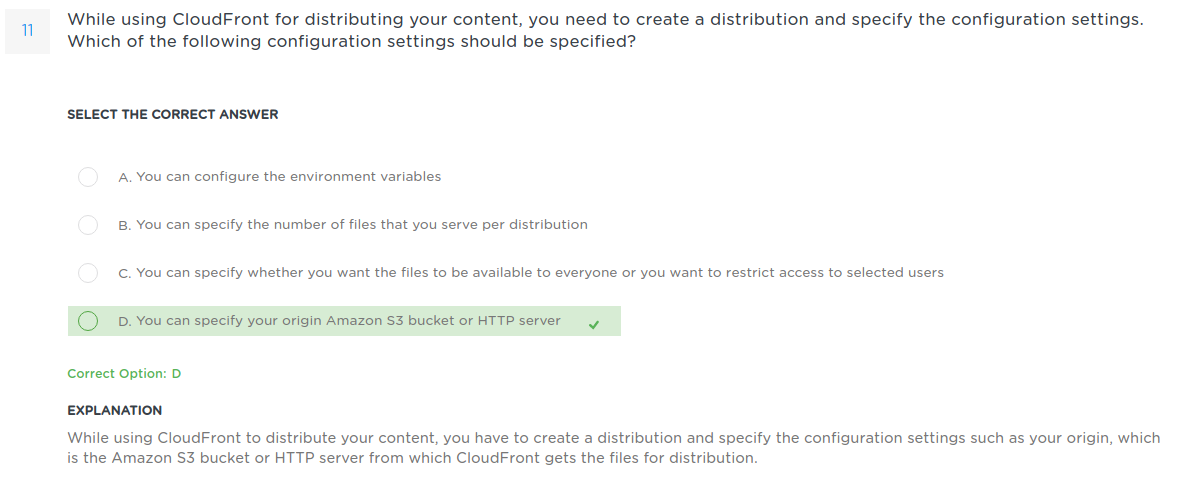 11
While using CloudFront for distributing your content, you need to create a distribution and specify the configuration settings.
Which of the following configuration settings should be specified?
SELECT THE CORRECT ANSWER
A. You can configure the environment variables
B. You can specify the number of files that you serve per distribution
C. You can specify whether you want the files to be available to everyone or you want to restrict access to selected users
D. You can specify your origin Amazon S3 bucket or HTTP server
Correct Option: D
EXPLANATION
While using CloudFront to distribute your content, you have to create a distribution and specify the configuration settings such as your origin, which
is the Amazon S3 bucket or HTTP server from which CloudFront gets the files for distribution.